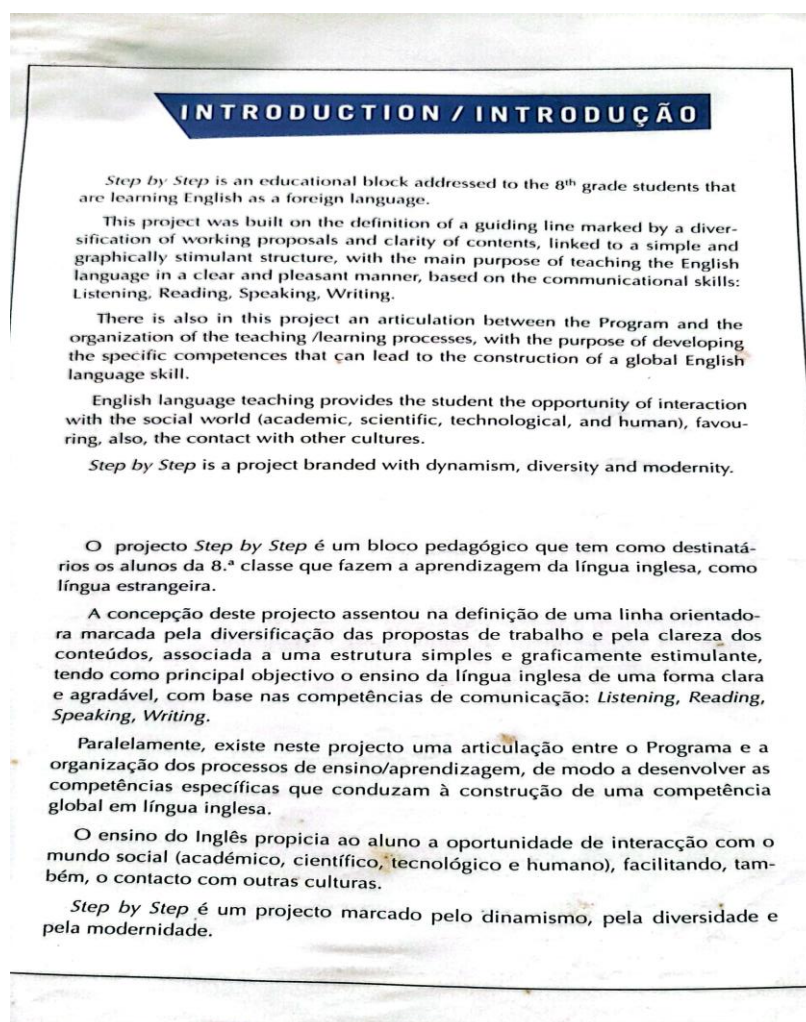 INTRODUCTION / INTRODUÇÃO
Step by Step is an educational block addressed to the 8th grade students that
are learning English as a foreign language.
This project was built on the definition of a guiding line marked by a diver-
sification of working proposals and clarity of contents, linked to a simple and
graphically stimulant structure, with the main purpose of teaching the English
language in a clear and pleasant manner, based on the communicational skills:
Listening, Reading, Speaking, Writing.
There is also in this project an articulation between the Program and the
organization of the teaching /learning processes, with the purpose of developing
the specific competences that can lead to the construction of a global English
language skill.
English language teaching provides the student the opportunity of interaction
with the social world (academic, scientific, technological, and human), favou-
ring, also, the contact with other cultures.
Step by Step is a project branded with dynamism, diversity and modernity.
O projecto Step by Step é um bloco pedagógico que tem como destinatá-
rios os alunos da 8.ª classe que fazem a aprendizagem da língua inglesa, como
língua estrangeira.
A concepção deste projecto assentou na definição de uma linha orientado-
ra marcada pela diversificação das propostas de trabalho e pela clareza dos
conteúdos, associada a uma estrutura simples e graficamente estimulante,
tendo como principal objectivo o ensino da língua inglesa de uma forma clara
e agradável, com base nas competências de comunicação: Listening, Reading,
Speaking, Writing.
Paralelamente, existe neste projecto uma articulação entre o Programa e a
organização dos processos de ensino/aprendizagem, de modo a desenvolver as
competências específicas que conduzam à construção de uma competência
global em língua inglesa.
O ensino do Inglês propicia ao aluno a oportunidade de interacção com o
mundo social (académico, científico, tecnológico e humano), facilitando, tam-
bém, o contacto com outras culturas.
Step by Step é um projecto marcado pelo dinamismo, pela diversidade e
pela modernidade.